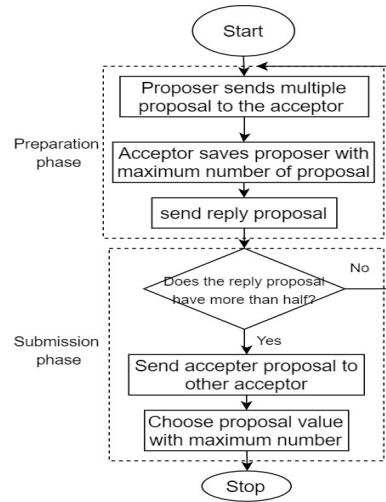 Start
Proposer sends multiple
proposal to the acceptor
Preparation
phase
Acceptor saves proposer with
maximum number of proposal
send reply proposal
Does the reply proposal
have more than half?
No
Yes
Submission
phase
Send accepter proposal to
other acceptor
Choose proposal value
with maximum number
Stop